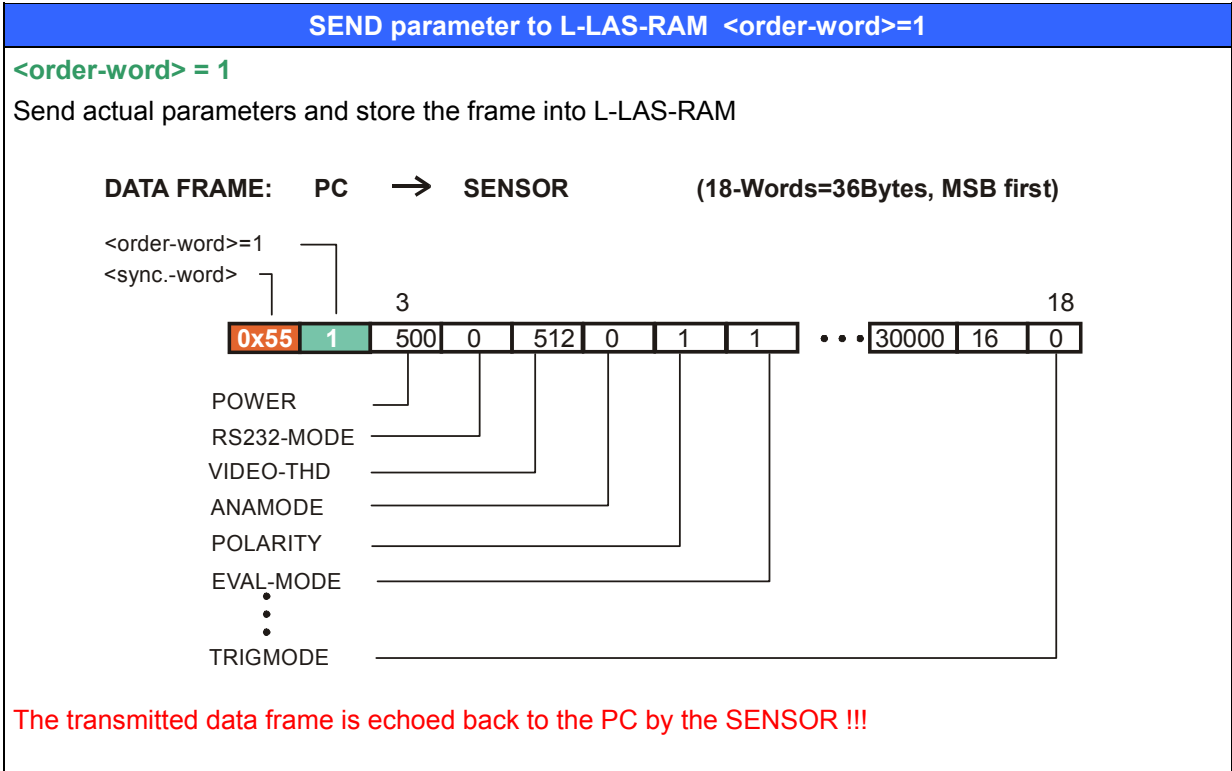 SEND parameter to L-LAS-RAM <order-word>=1
<order-word> = 1
Send actual parameters and store the frame into L-LAS-RAM
DATA FRAME: PC → SENSOR (18-Words=36Bytes, MSB first)
<order-word>=1
<sync.-word>
3 18
0x55 1 500 0 512 0 1 1 • • • 30000 16 0
POWER
RS232-MODE
VIDEO-THD
ANAMODE
POLARITY
EVAL-MODE
TRIGMODE
The transmitted data frame is echoed back to the PC by the SENSOR !!!